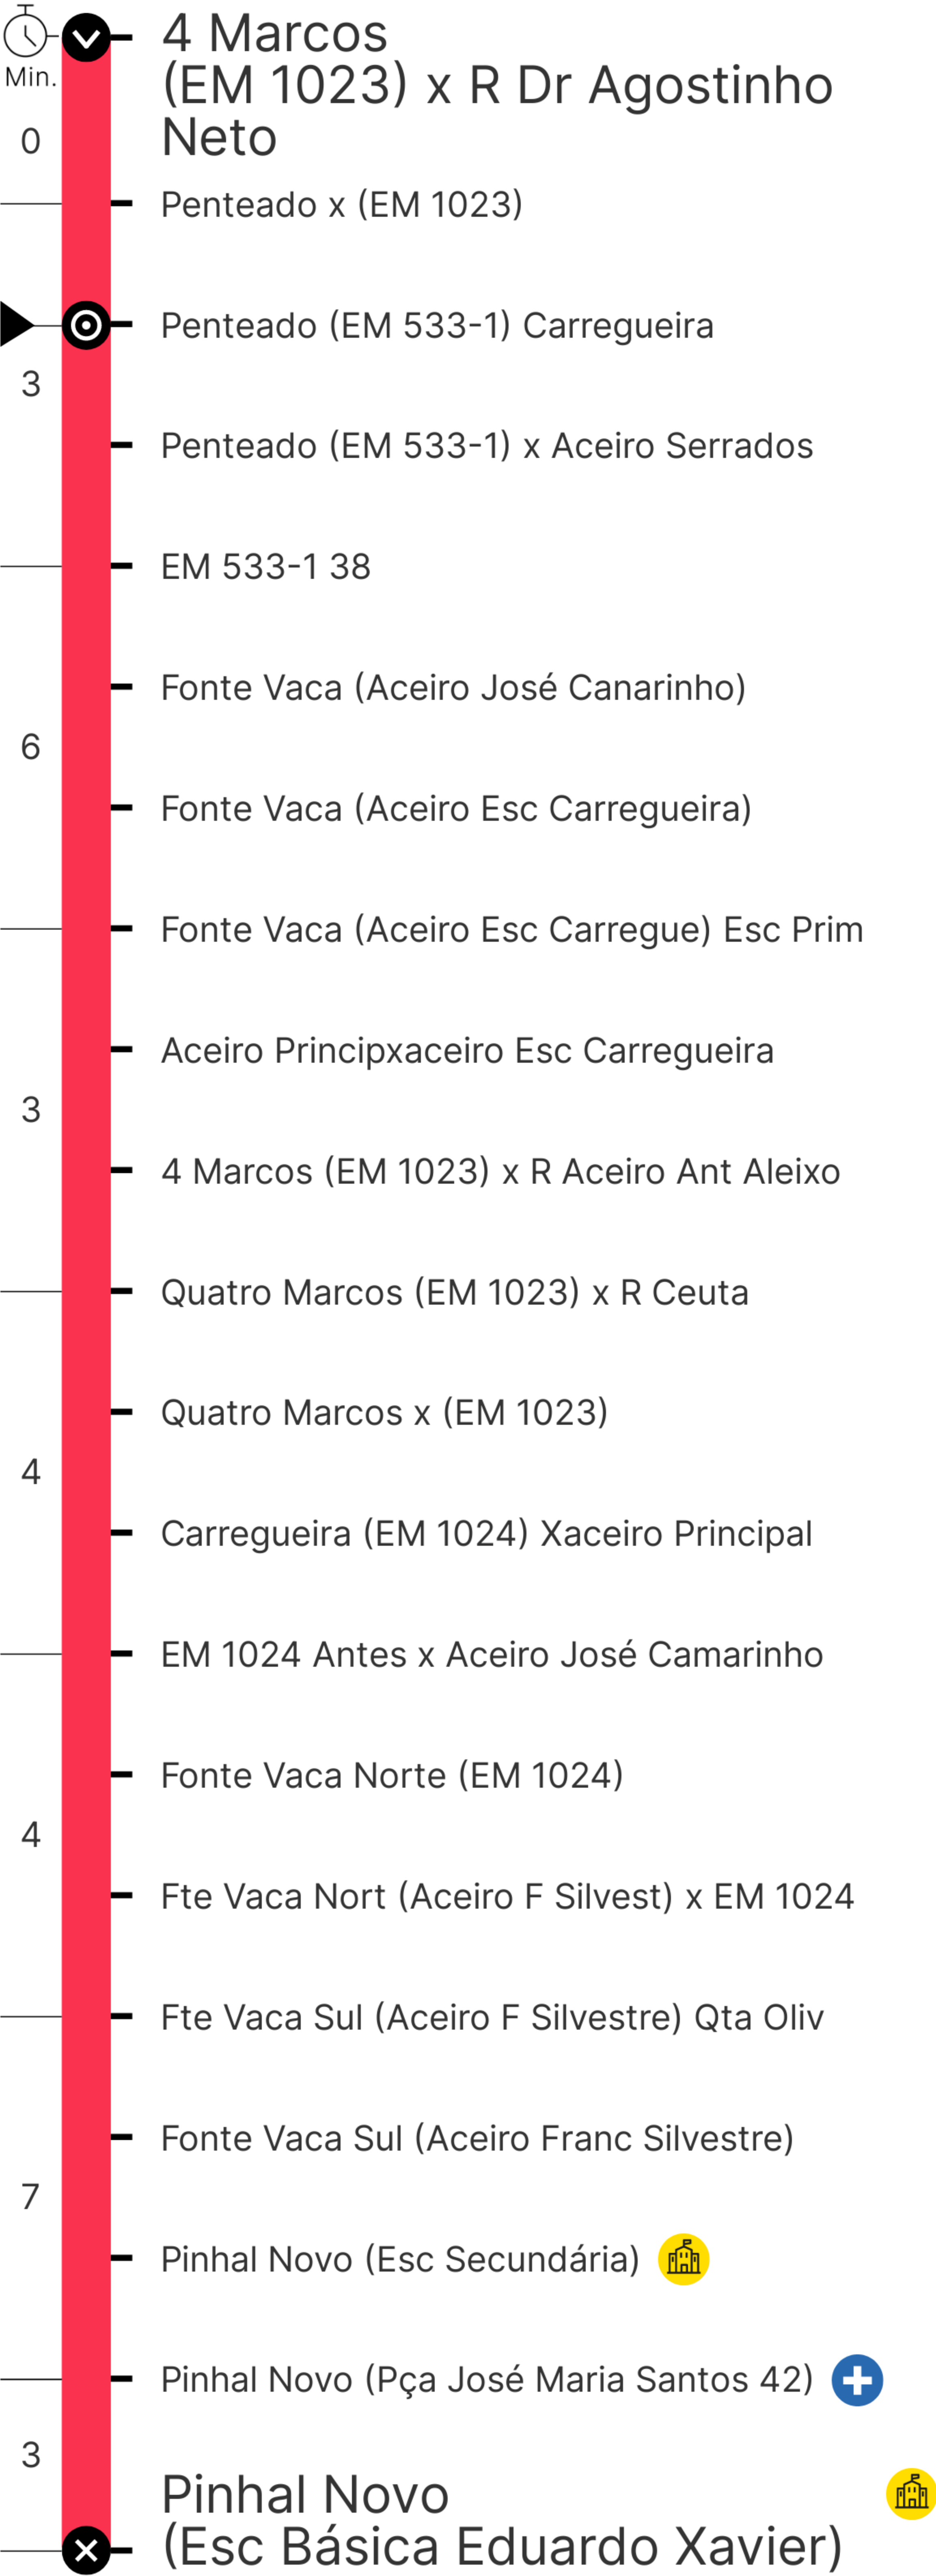 4 Marcos
Min.
(EM 1023) x R Dr Agostinho
0
Neto
Penteado x (EM 1023)
Penteado (EM 533-1) Carregueira
3
Penteado (EM 533-1) x Aceiro Serrados
EM 533-1 38
Fonte Vaca (Aceiro José Canarinho)
6
Fonte Vaca (Aceiro Esc Carregueira)
Fonte Vaca (Aceiro Esc Carregue) Esc Prim
Aceiro Principxaceiro Esc Carregueira
3
4 Marcos (EM 1023) x R Aceiro Ant Aleixo
Quatro Marcos (EM 1023) x R Ceuta
Quatro Marcos x (EM 1023)
4
Carregueira (EM 1024) Xaceiro Principal
EM 1024 Antes x Aceiro José Camarinho
Fonte Vaca Norte (EM 1024)
4
Fte Vaca Nort (Aceiro F Silvest) x EM 1024
Fte Vaca Sul (Aceiro F Silvestre) Qta Oliv
Fonte Vaca Sul (Aceiro Franc Silvestre)
7
Pinhal Novo (Esc Secundária)
Pinhal Novo (Pça José Maria Santos 42)
3
Pinhal Novo
(Esc Básica Eduardo Xavier)